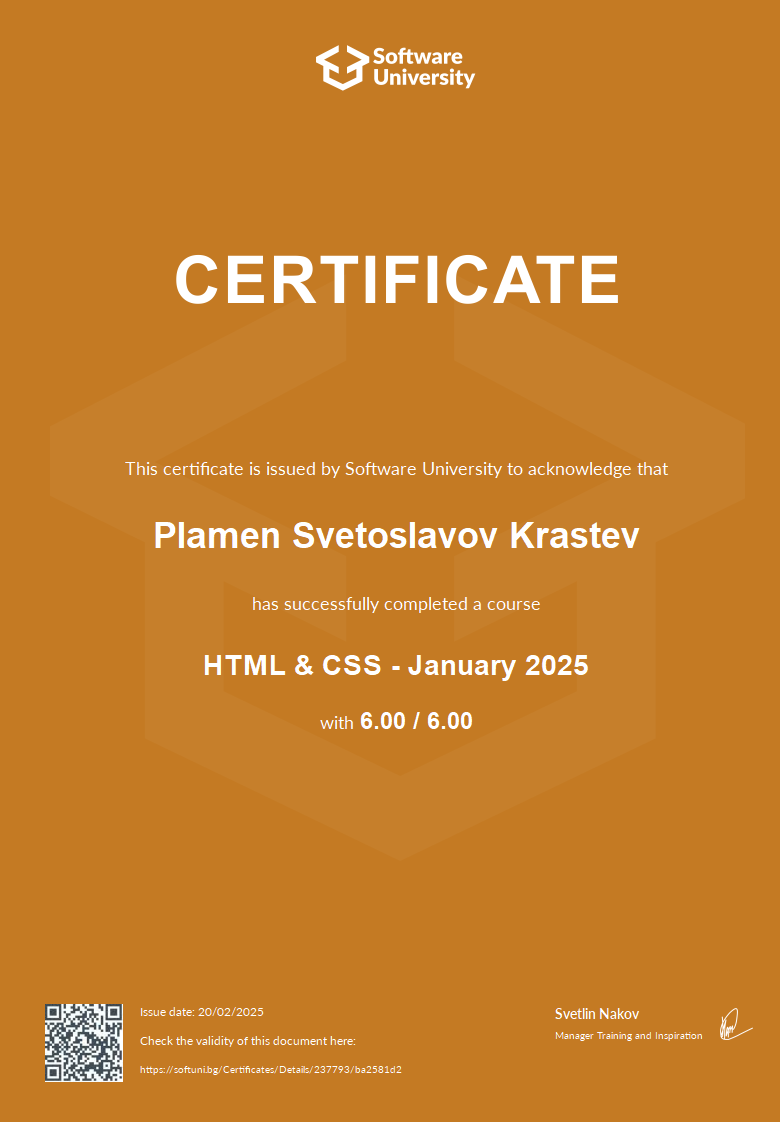 Software
University
CERTIFICATE
This certificate is issued by Software University to acknowledge that
Plamen Svetoslavov Krastev
has successfully completed a course
HTML & CSS - January 2025
with 6.00 / 6.00
Issue date: 20/02/2025
Check the validity of this document here:
https://softuni.bg/Certificates/Details/237793/ba2581d2
Svetlin Nakov
Manager Training and Inspiration